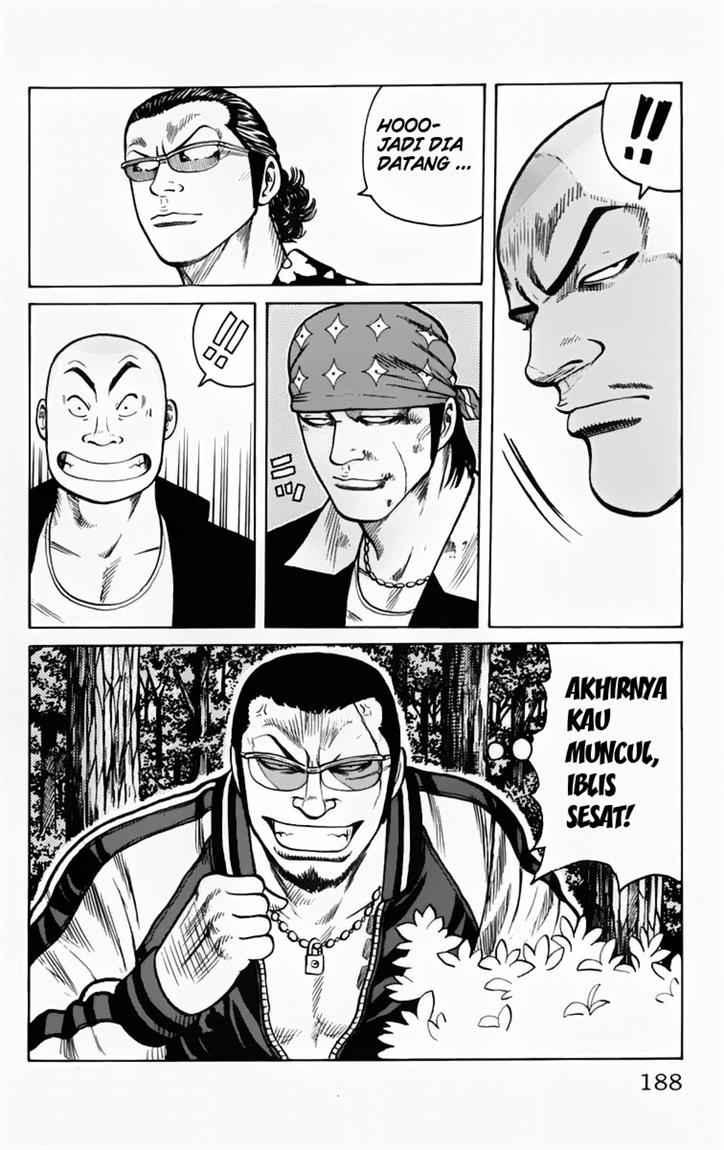 !!
HOOO-
JADI DIA
DATANG ...
!!
AKHIRNYA
KAU
MUNCUL,
IBLIS
SESAT!
188